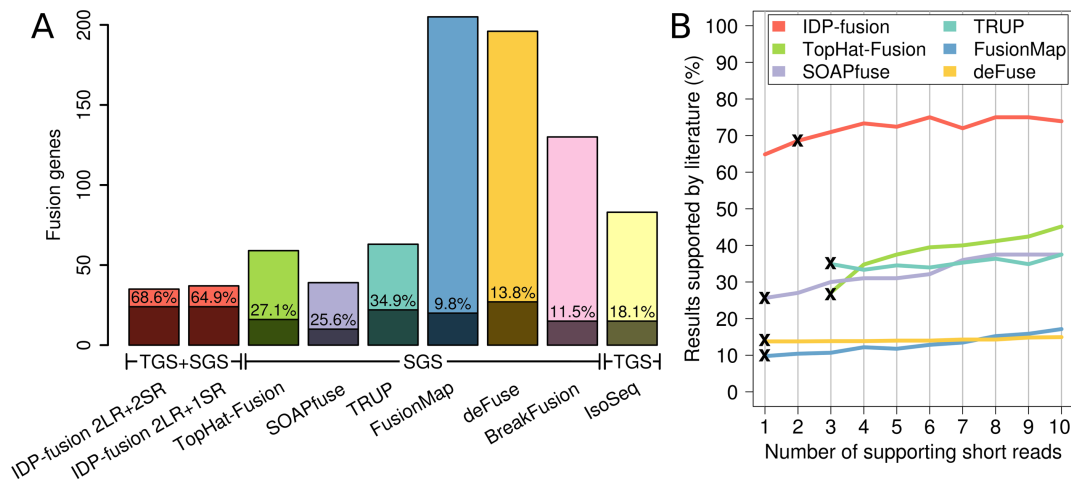 A
Fusion genes
200
150
100
50
0
68.6%
64.9%
27.1%
25.6%
34.9%
9.8%
13.8%
11.5%
18.1%
TGS+SGS
SGS
TGS
IDP-fusion 2LR+2SR
IDP-fusion 2LR+1SR
TopHat-Fusion
SOAPfuse
TRUP
FusionMap
deFuse
BreakFusion
IsoSeq
B
Results supported by literature (%)
100
90
80
70
60
50
40
30
20
10
0
IDP-fusion
TopHat-Fusion
SOAPfuse
TRUP
FusionMap
deFuse
X
X
X
X
X
X
1 2 3 4 5 6 7 8 9 10
Number of supporting short reads